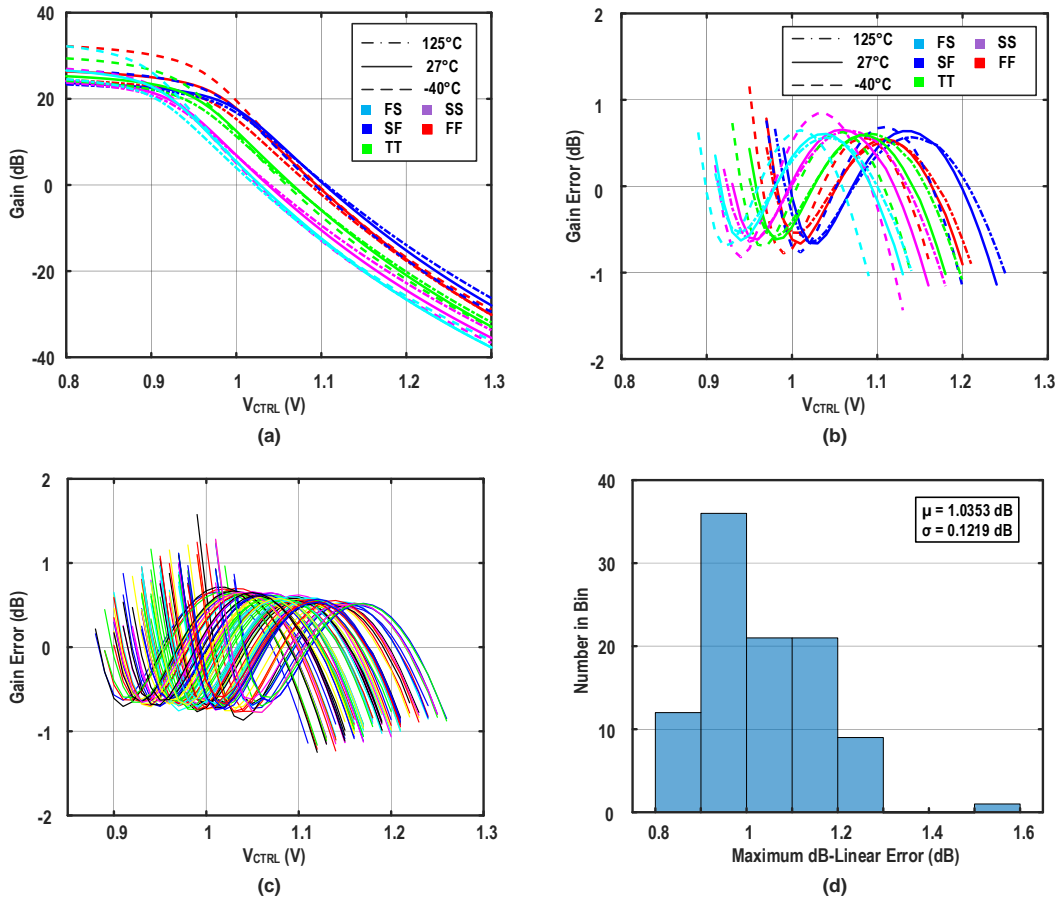 60
40
20
0
-20
-40
Gain (dB)
0.8
0.9
1
1.1
1.2
1.3
V_CTRL (V)
125°C
27°C
-40°C
FS
SS
SF
FF
TT
(a)
2
1
0
-1
-2
Gain Error (dB)
0.8
0.9
1
1.1
1.2
1.3
V_CTRL (V)
125°C
27°C
-40°C
FS
SS
SF
FF
TT
(b)
2
1
0
-1
-2
Gain Error (dB)
0.9
1
1.1
1.2
1.3
V_CTRL (V)
(c)
40
30
20
10
0
Number in Bin
μ = 1.0353 dB
σ = 0.1219 dB
0.8
1
1.2
1.4
1.6
Maximum dB-Linear Error (dB)
(d)